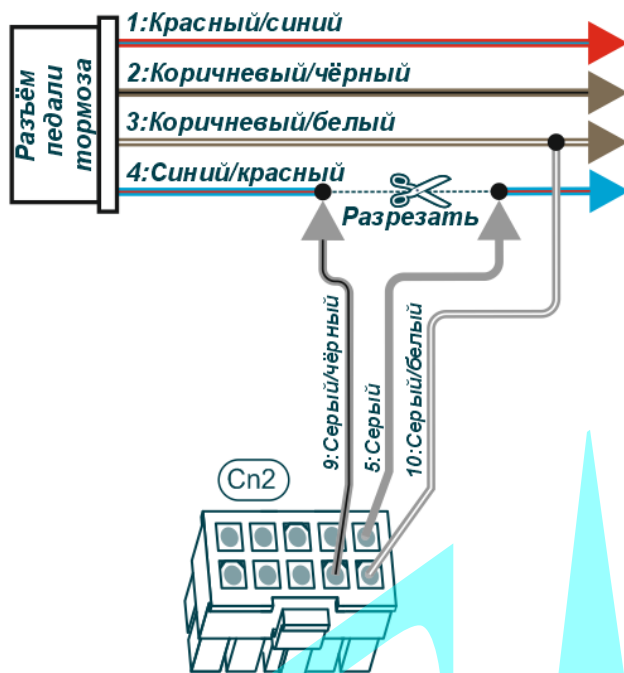 Разъём
педали
тормоза
1:Красный/синий
2:Коричневый/чёрный
3:Коричневый/белый
4:Синий/красный
Разрезать
9:Серый/чёрный
5:Серый
10:Серый/белый
Cn2